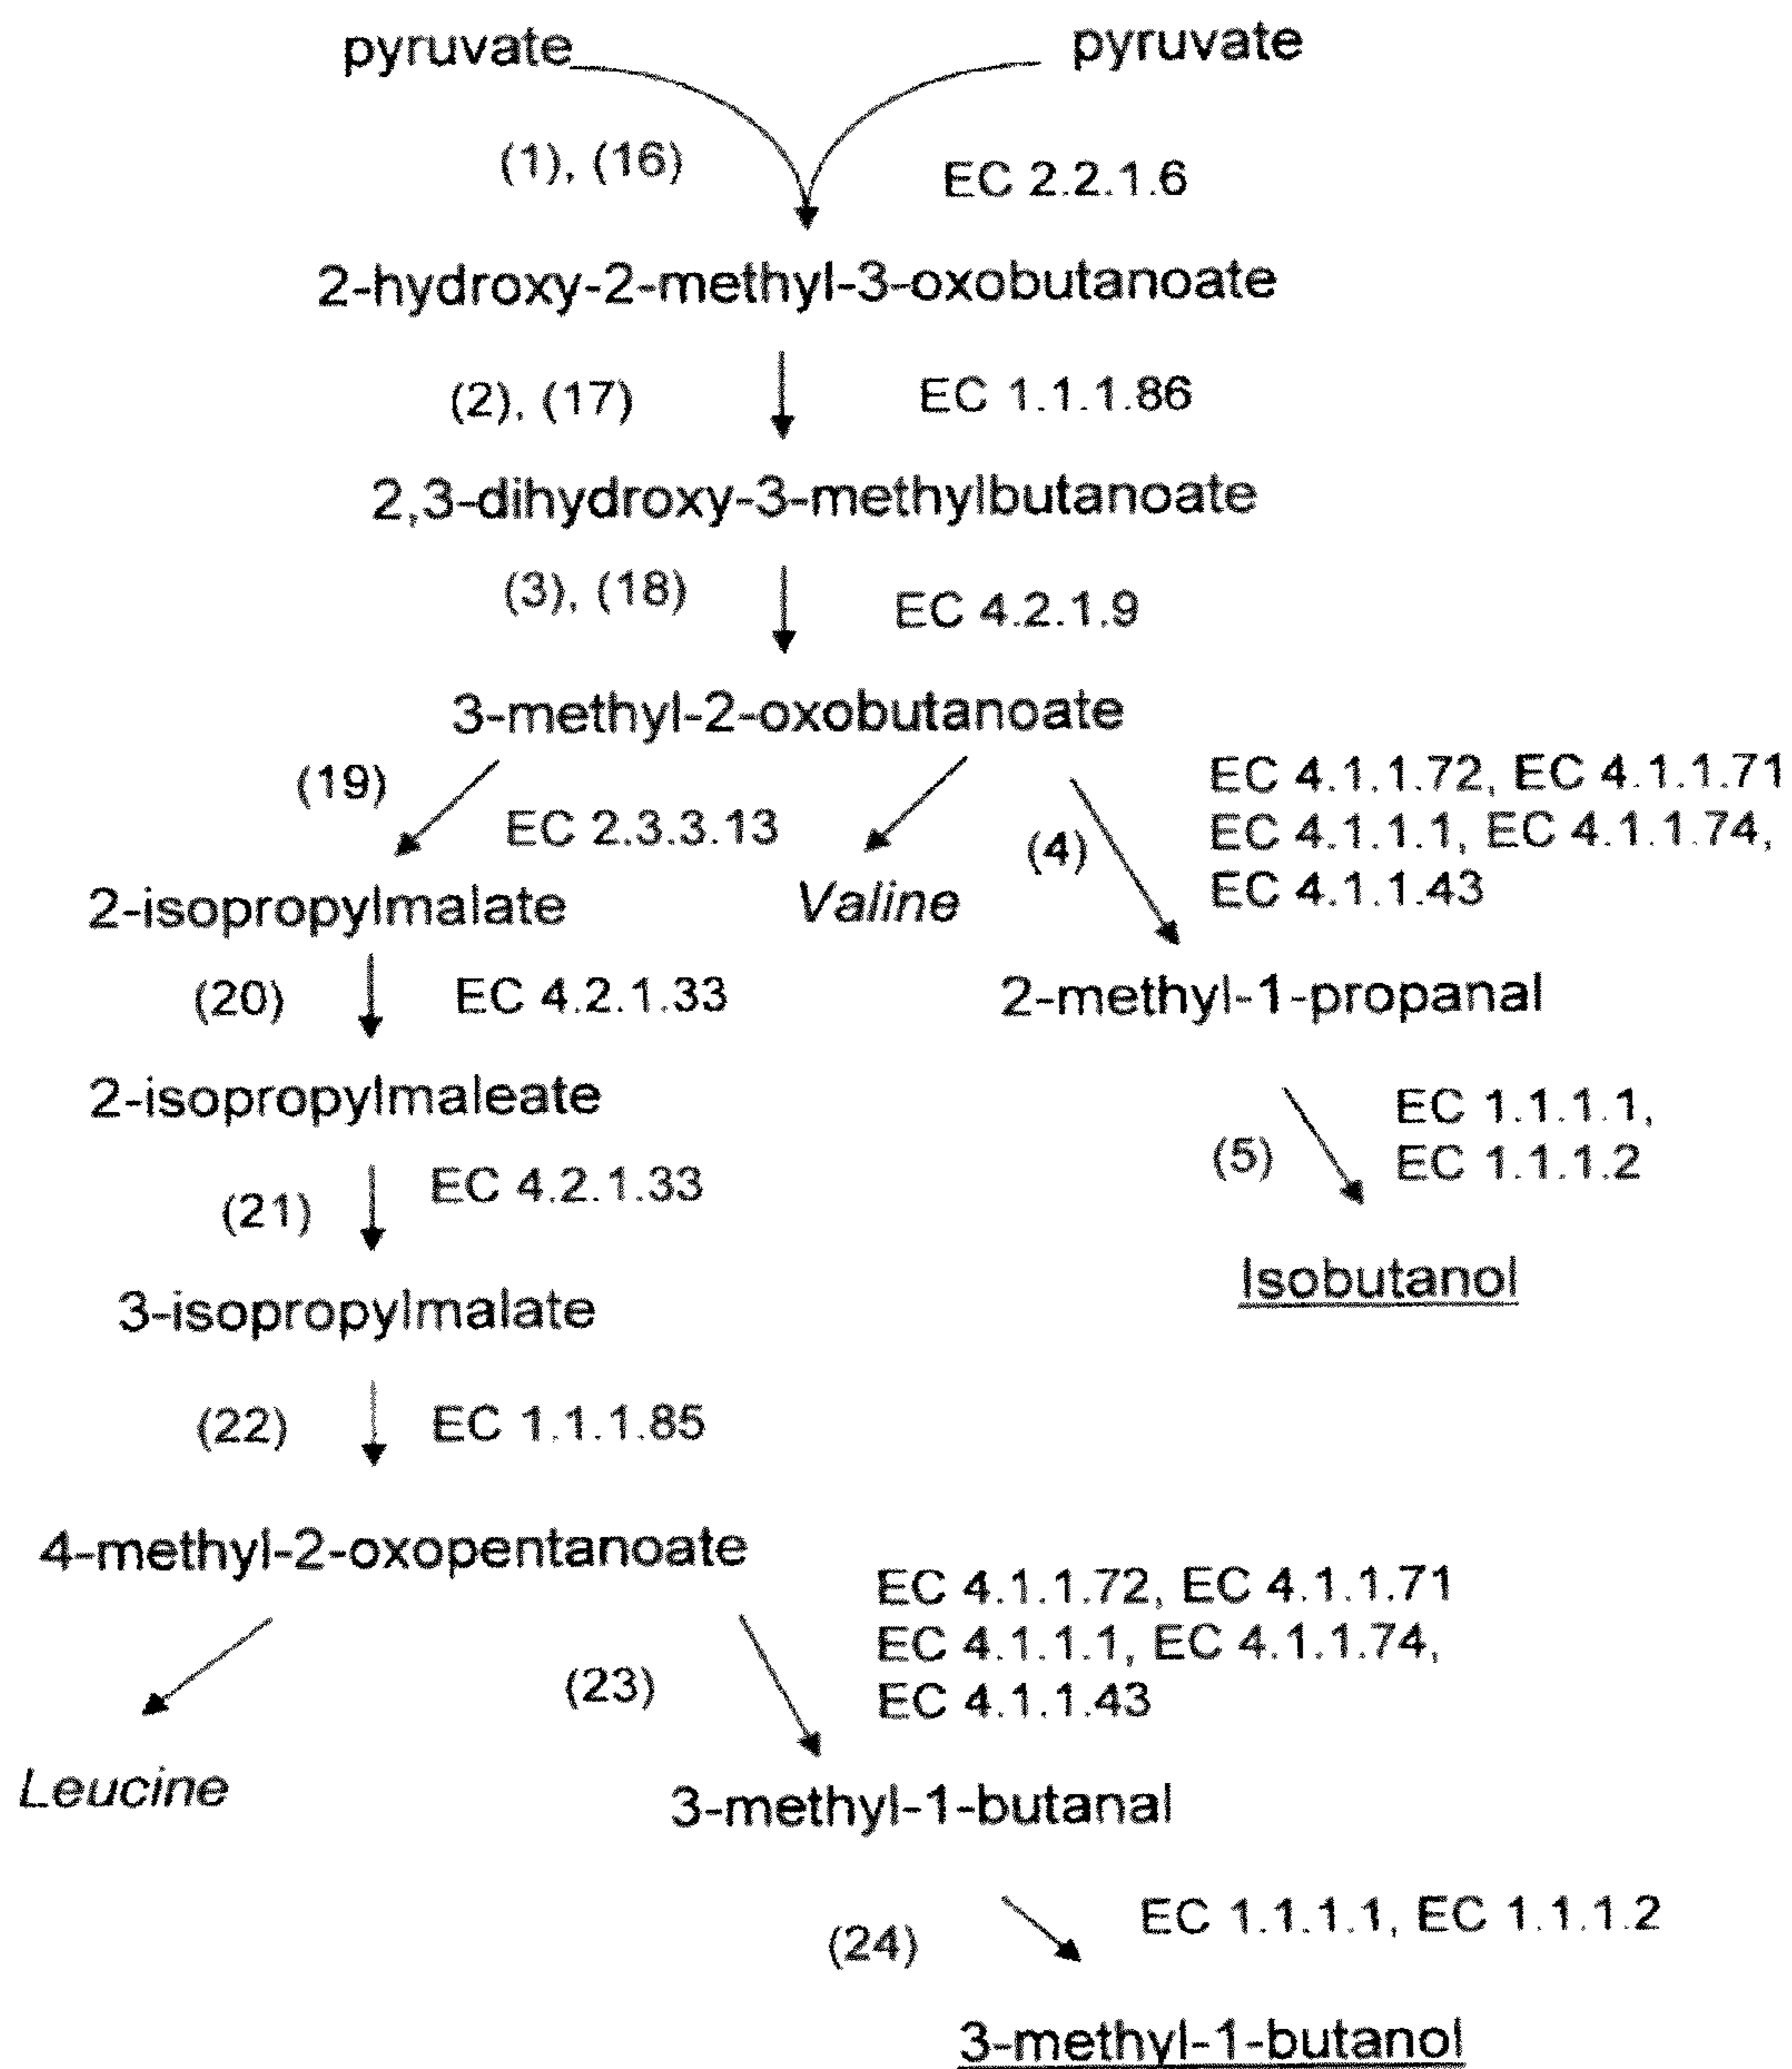 pyruvate pyruvate
(1), (16) EC 2.2.1.6
2-hydroxy-2-methyl-3-oxobutanoate
(2), (17) EC 1.1.1.86
2,3-dihydroxy-3-methylbutanoate
(3), (18) EC 4.2.1.9
3-methyl-2-oxobutanoate
(19) EC 2.3.3.13
2-isopropylmalate
Valine
(4)
EC 4.1.1.72, EC 4.1.1.71
EC 4.1.1.1, EC 4.1.1.74,
EC 4.1.1.43
2-methyl-1-propanal
(20) EC 4.2.1.33
2-isopropylmaleate
(5)
EC 1.1.1.1,
EC 1.1.1.2
Isobutanol
(21) EC 4.2.1.33
3-isopropylmalate
(22) EC 1.1.1.85
4-methyl-2-oxopentanoate
Leucine
(23)
EC 4.1.1.72, EC 4.1.1.71
EC 4.1.1.1, EC 4.1.1.74,
EC 4.1.1.43
3-methyl-1-butanal
(24) EC 1.1.1.1, EC 1.1.1.2
3-methyl-1-butanol